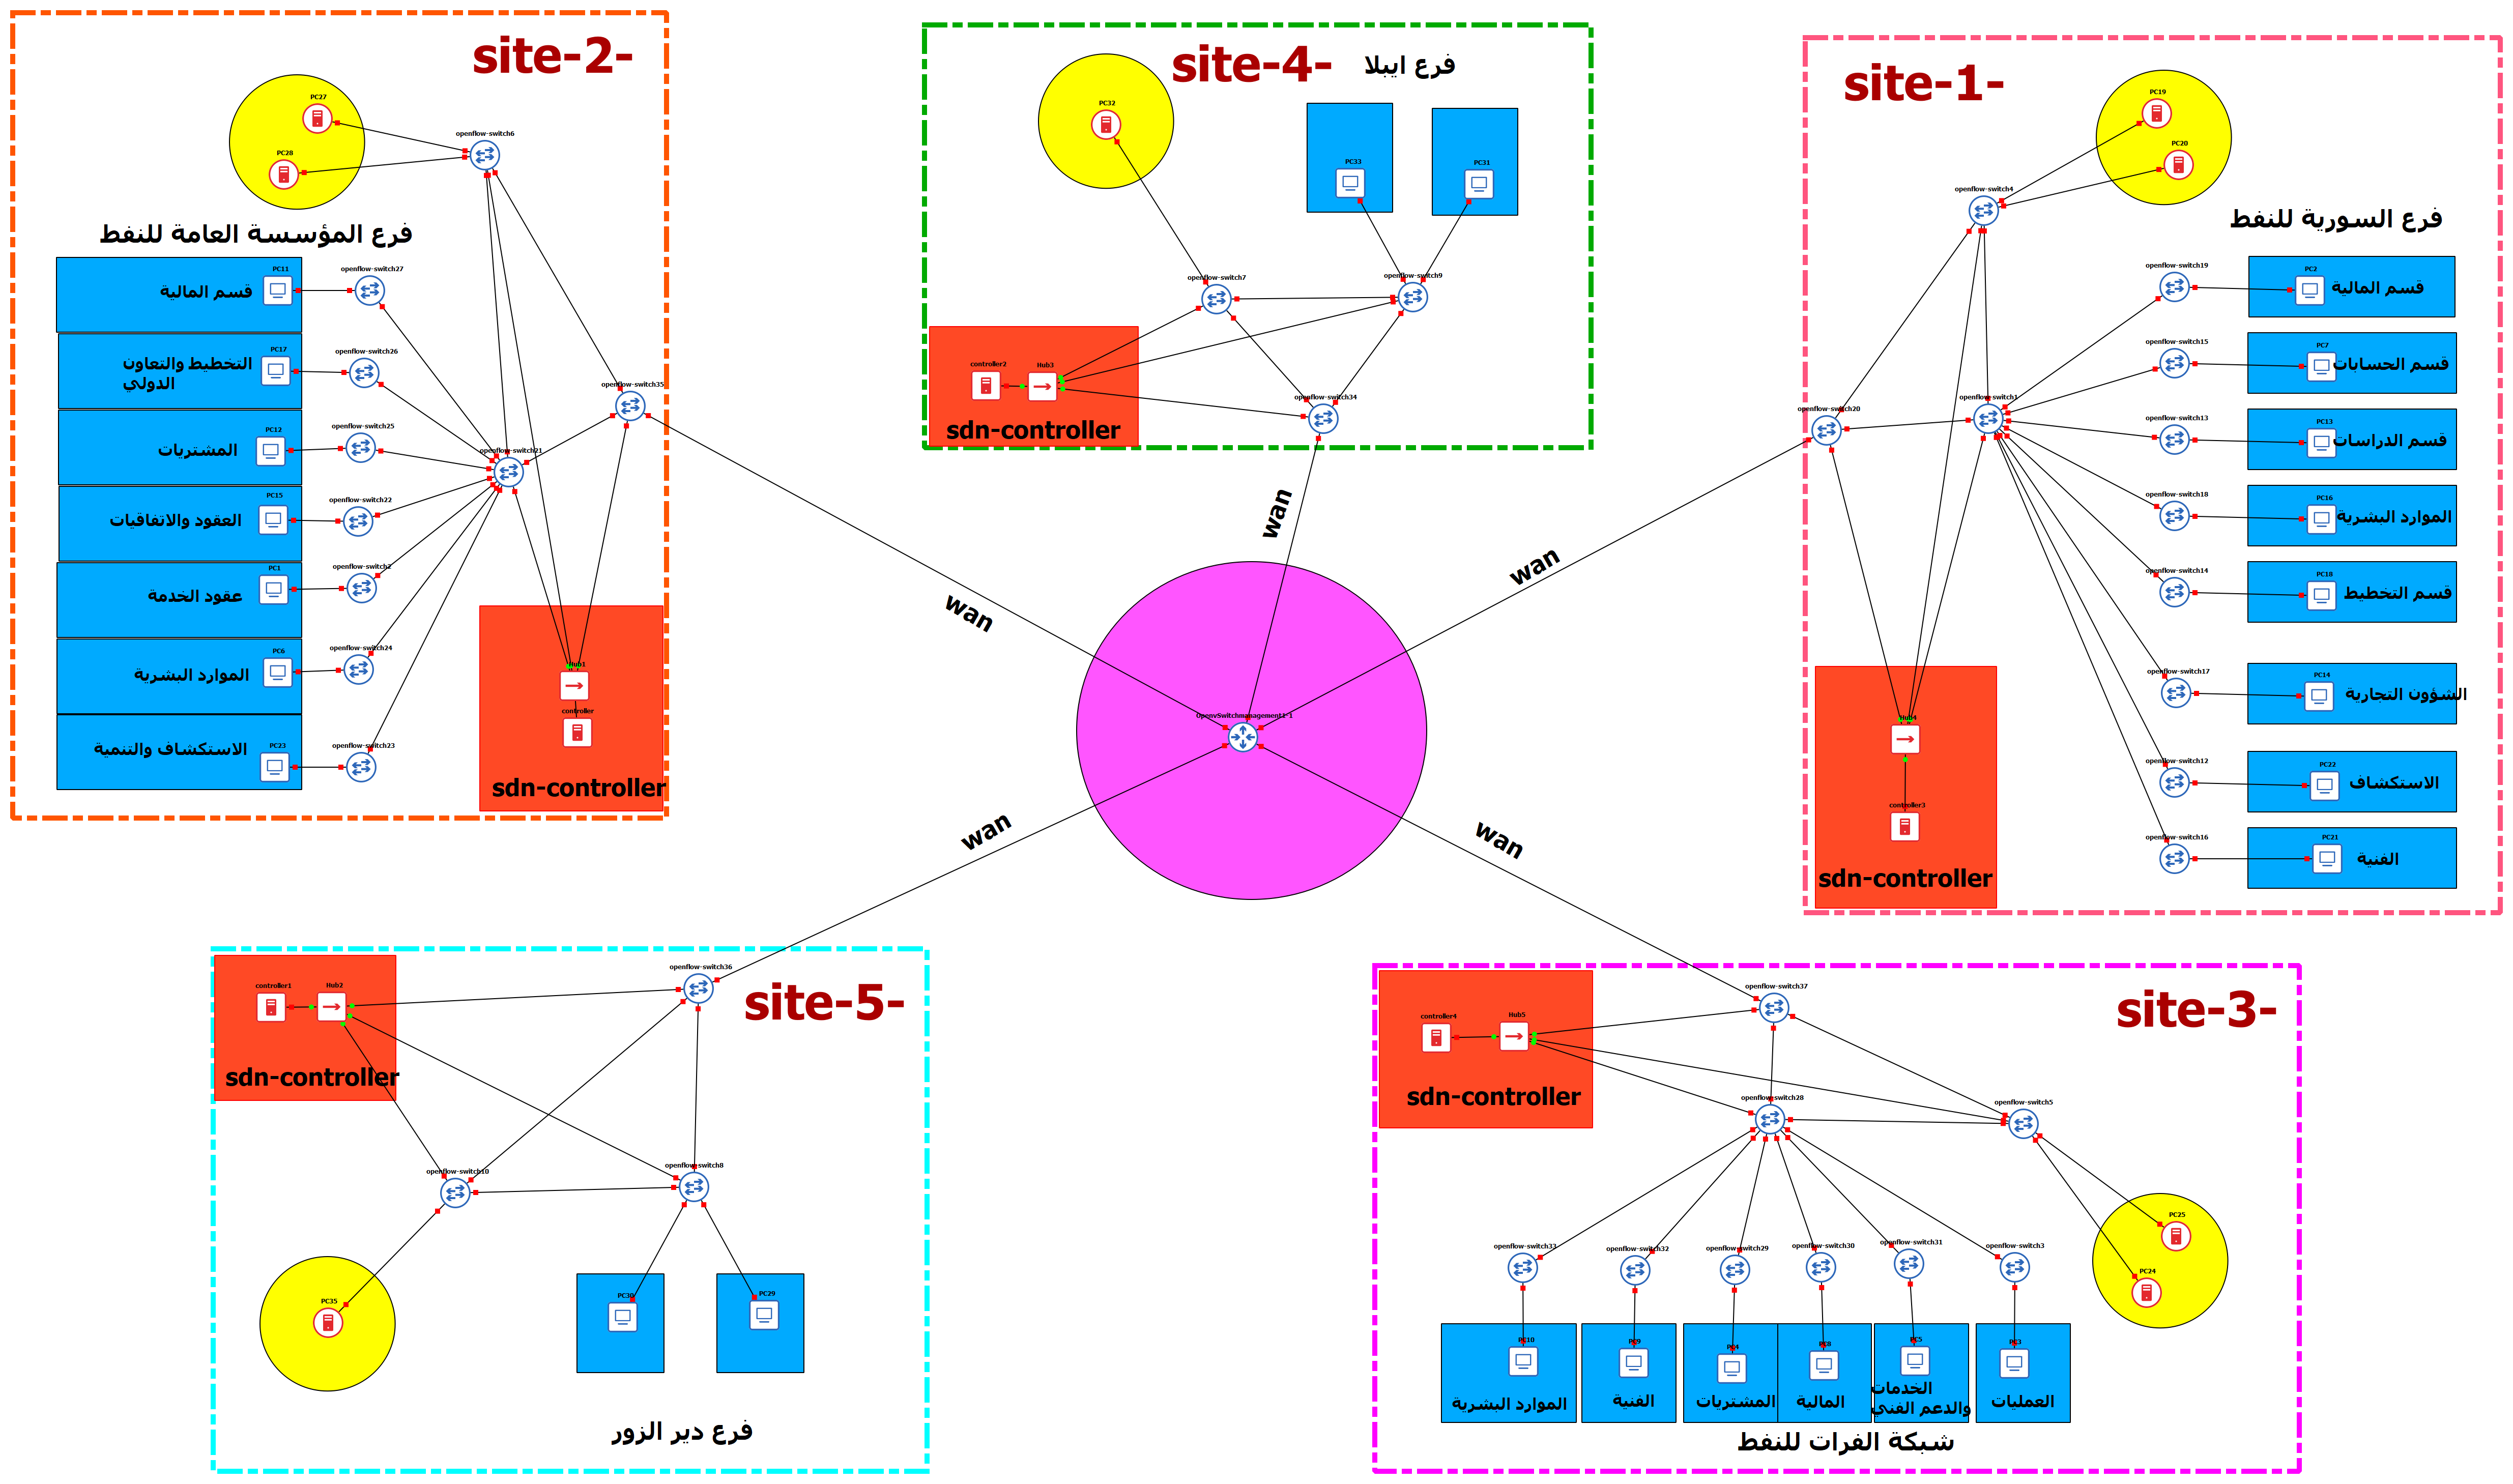 site-2-
PC27
openflow-switch6
PC28
فرع المؤسسة العامة للنفط
PC11
openflow-switch27
قسم المالية
PC17
openflow-switch26
التخطيط والتعاون
الدولي
openflow-switch35
PC12
openflow-switch25
المشتريات
openflow-switch21
PC15
openflow-switch22
العقود والاتفاقيات
PC1
openflow-switch2
عقود الخدمة
PC6
openflow-switch24
الموارد البشرية
PC23
openflow-switch23
الاستكشاف والتنمية
Hub1
controller
sdn-controller
site-4-
فرع ايبلا
PC32
PC33
PC31
openflow-switch7
openflow-switch9
controller2
Hub3
openflow-switch34
sdn-controller
site-1-
PC19
PC20
openflow-switch4
فرع السورية للنفط
openflow-switch19
PC2
قسم المالية
openflow-switch15
PC7
قسم الحسابات
openflow-switch1
openflow-switch20
openflow-switch13
PC13
قسم الدراسات
openflow-switch18
PC16
الموارد البشرية
openflow-switch14
PC18
قسم التخطيط
openflow-switch17
PC14
الشؤون التجارية
openflow-switch12
PC22
الاستكشاف
openflow-switch16
PC21
الفنية
Hub4
controller3
sdn-controller
wan
wan
wan
OpenvSwitchmanagement1-1
wan
wan
controller1
Hub2
openflow-switch36
site-5-
sdn-controller
openflow-switch10
openflow-switch8
PC35
PC30
PC29
فرع دير الزور
openflow-switch37
site-3-
controller4
Hub5
sdn-controller
openflow-switch28
openflow-switch5
PC25
PC24
openflow-switch33
openflow-switch32
openflow-switch29
openflow-switch30
openflow-switch31
openflow-switch3
PC10
PC9
PC4
PC8
PC5
PC3
الموارد البشرية
الفنية
المشتريات
المالية
الخدمات
والدعم الفني
العمليات
شبكة الفرات للنفط